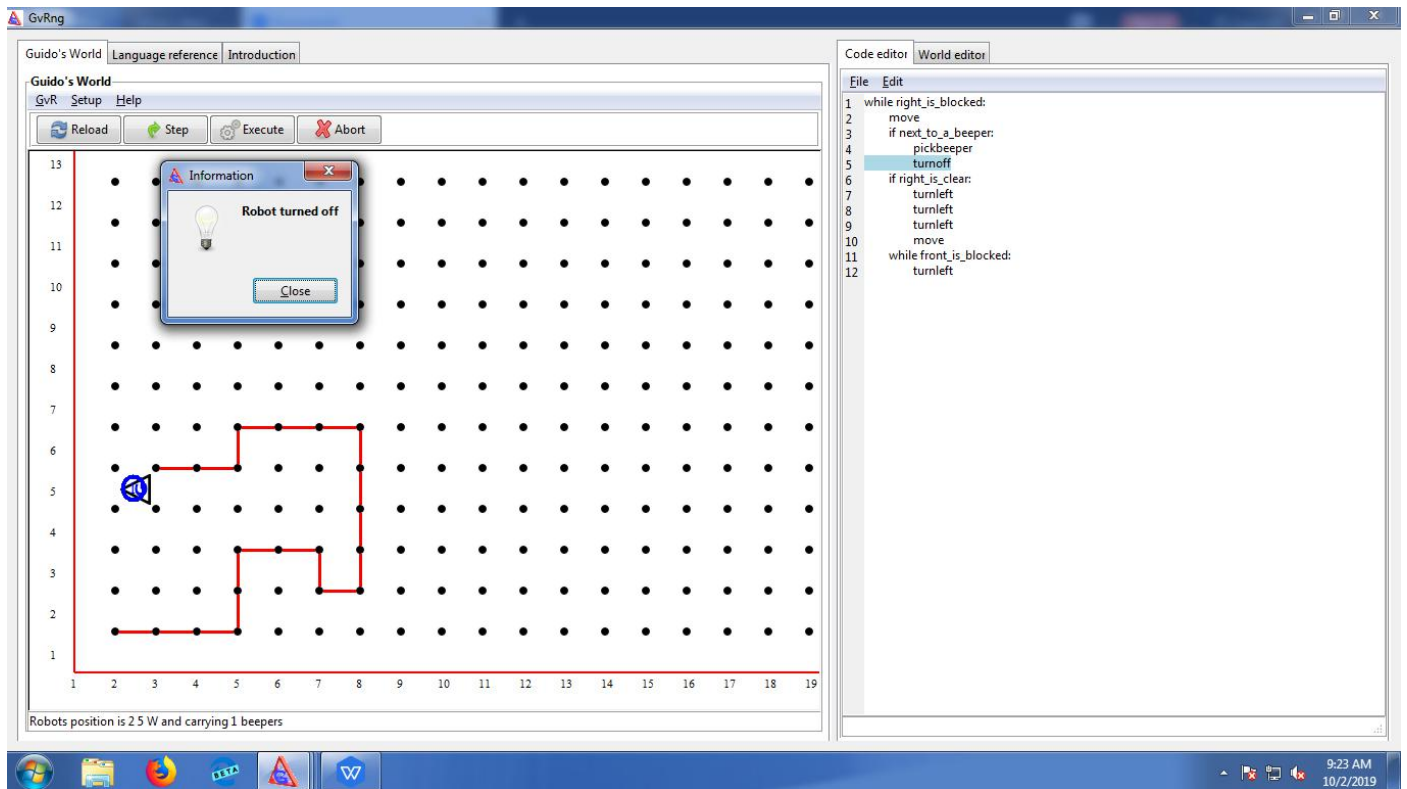 GvRng
Guido's World Language reference Introduction
Guido's World
GvR Setup Help
Reload Step Execute Abort
13
12
11
10
9
8
7
6
5
4
3
2
1
1 2 3 4 5 6 7 8 9 10 11 12 13 14 15 16 17 18 19
Information
Robot turned off
Close
Robots position is 2 5 W and carrying 1 beepers
Code editor World editor
File Edit
1 while right_is_blocked:
2 move
3 if next_to_a_beeper:
4 pickbeeper
5 turnoff
6 if right_is_clear:
7 turnleft
8 turnleft
9 turnleft
10 move
11 while front_is_blocked:
12 turnleft
BETA
W
9:23 AM
10/2/2019